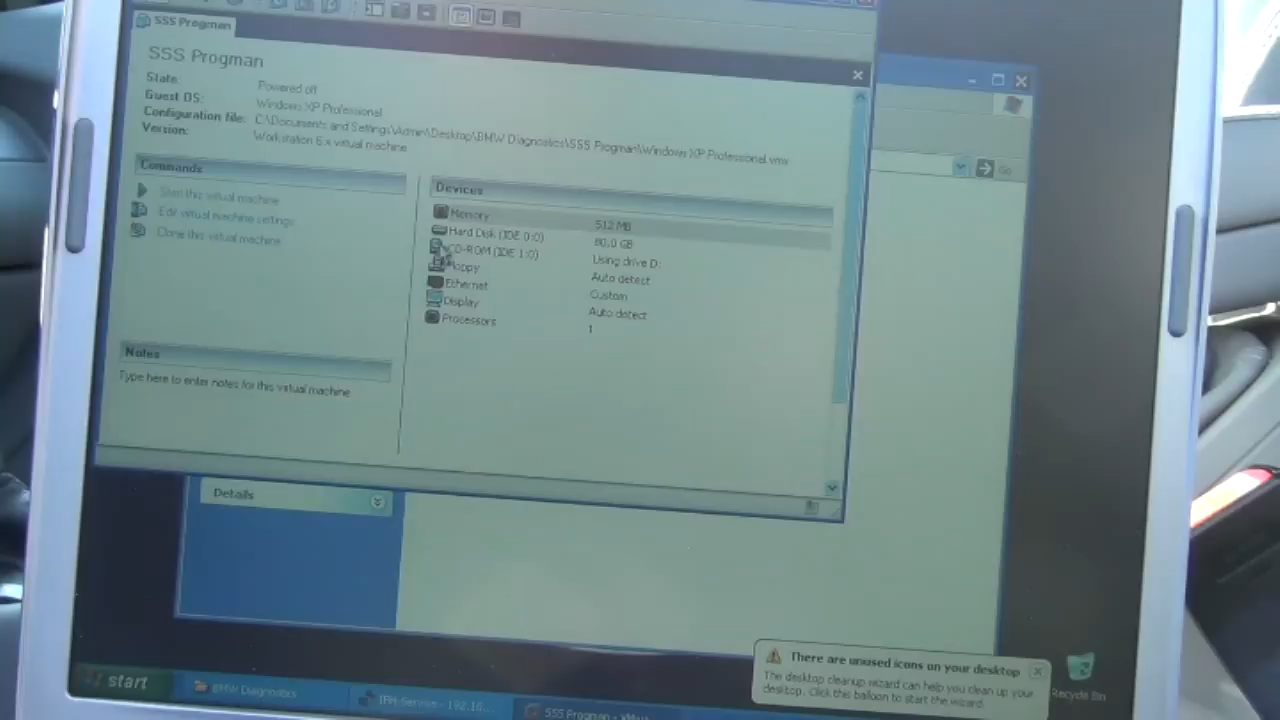 SSS Progman
SSS Progman
State: Powered off
Guest OS: Windows XP Professional
Configuration file: C:\Documents and Settings\Admin\Desktop\BMW Diagnostics\SSS Progman\Windows XP Professional.vmx
Version: Workstation 6.x virtual machine
Commands
Start this virtual machine
Edit virtual machine settings
Clone this virtual machine
Devices
Memory 512 MB
Hard Disk (IDE 0:0) 80.0 GB
CD-ROM (IDE 1:0) Using drive D:
Floppy Auto detect
Ethernet Custom
Display Auto detect
Processors 1
Notes
Type here to enter notes for this virtual machine
Go
Details
There are unused icons on your desktop
The desktop cleanup wizard can help you clean up your
desktop. Click this balloon to start the wizard.
Recycle Bin
start
BMW Diagnostics
IFH-Service - 192.16...
SSS Progman -